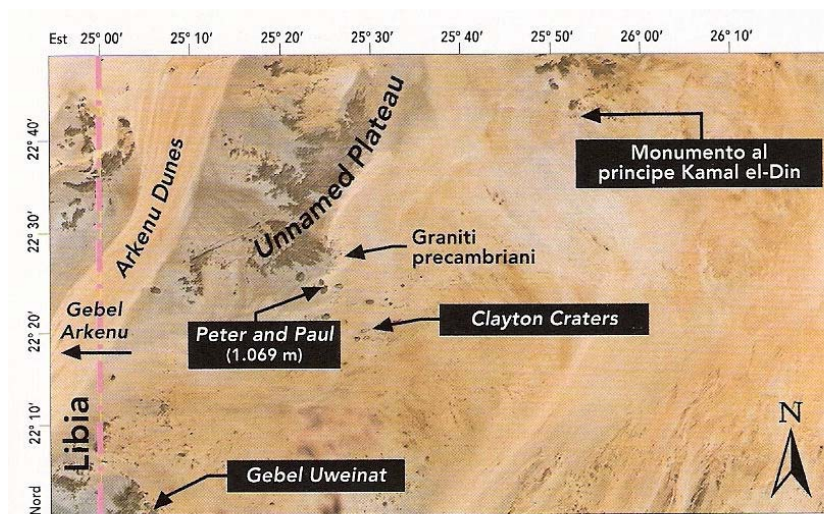 Est 25° 00' 25° 10' 25° 20' 25° 30' 25° 40' 25° 50' 26° 00' 26° 10'
22° 40'
22° 30'
22° 20'
22° 10'
Nord
Arkenu Dunes
Unnamed Plateau
Monumento al
principe Kamal el-Din
Graniti
precambriani
Gebel
Arkenu
Peter and Paul
(1.069 m)
Clayton Craters
Libia
Gebel Uweinat
N